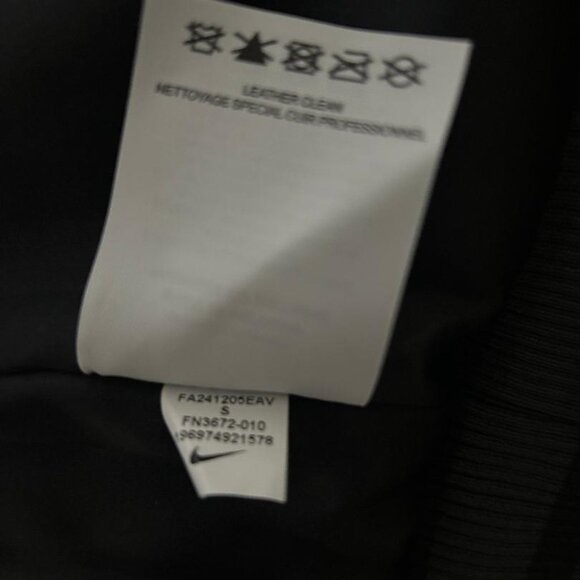 LEATHER CLEAN
NETTOYAGE SPECIAL CUIR PROFESSIONNEL
FA241205EAV
S
FN3672-010
196974921578